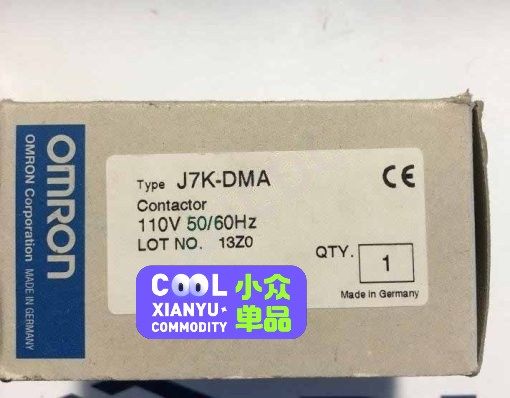 OMRON
OMRON Corporation MADE IN GERMANY
Type J7K-DMA
Contactor
110V 50/60Hz
LOT NO. 13Z0
QTY. 1
Made in Germany
CE
COOL 小众
XIANYU 单品
COMMODITY